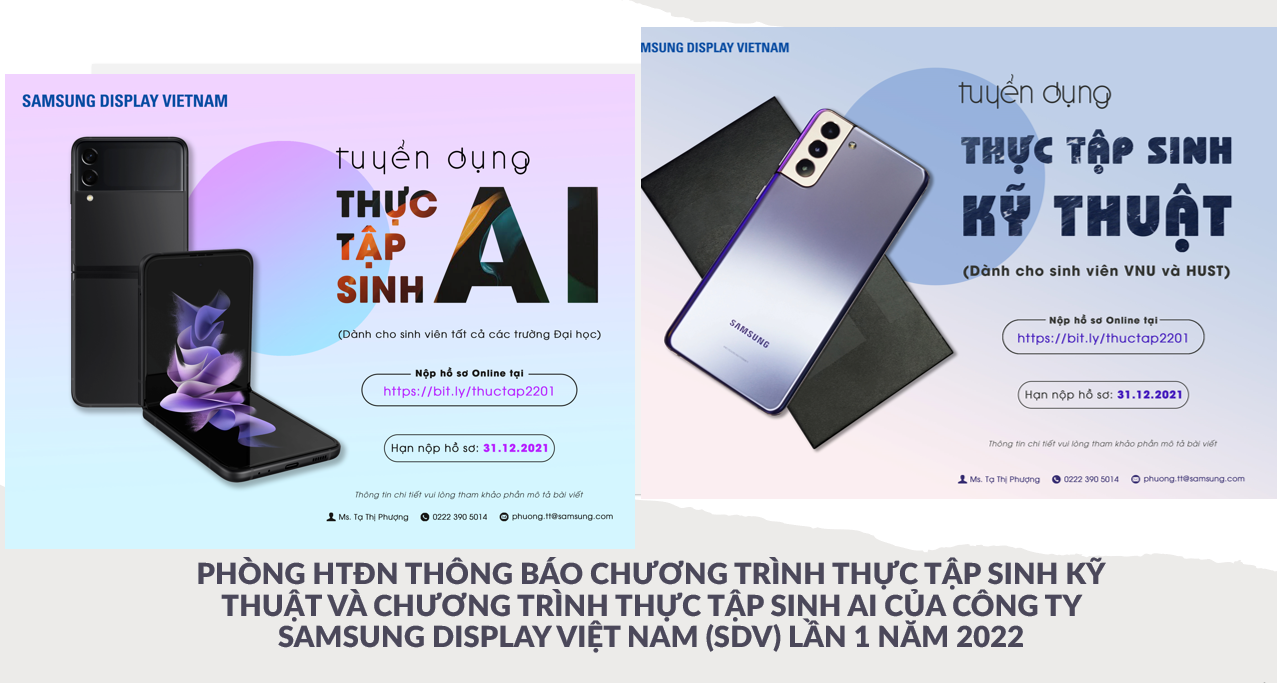 SAMSUNG DISPLAY VIETNAM
tuyển dụng
THỰC
TẬP
SINH
AI
(Dành cho sinh viên tất cả các trường Đại học)
Nộp hồ sơ Online tại
https://bit.ly/thuctap2201
Hạn nộp hồ sơ: 31.12.2021
Thông tin chi tiết vui lòng tham khảo phần mô tả bài viết
Ms. Tạ Thị Phượng 0222 390 5014 phuong.tt@samsung.com
MSUNG DISPLAY VIETNAM
tuyển dụng
THỰC TẬP SINH
KỸ THUẬT
(Dành cho sinh viên VNU và HUST)
Nộp hồ sơ Online tại
https://bit.ly/thuctap2201
Hạn nộp hồ sơ: 31.12.2021
Thông tin chi tiết vui lòng tham khảo phần mô tả bài viết
Ms. Tạ Thị Phượng 0222 390 5014 phuong.tt@samsung.com
SAMSUNG
PHÒNG HTĐN THÔNG BÁO CHƯƠNG TRÌNH THỰC TẬP SINH KỸ
THUẬT VÀ CHƯƠNG TRÌNH THỰC TẬP SINH AI CỦA CÔNG TY
SAMSUNG DISPLAY VIỆT NAM (SDV) LẦN 1 NĂM 2022